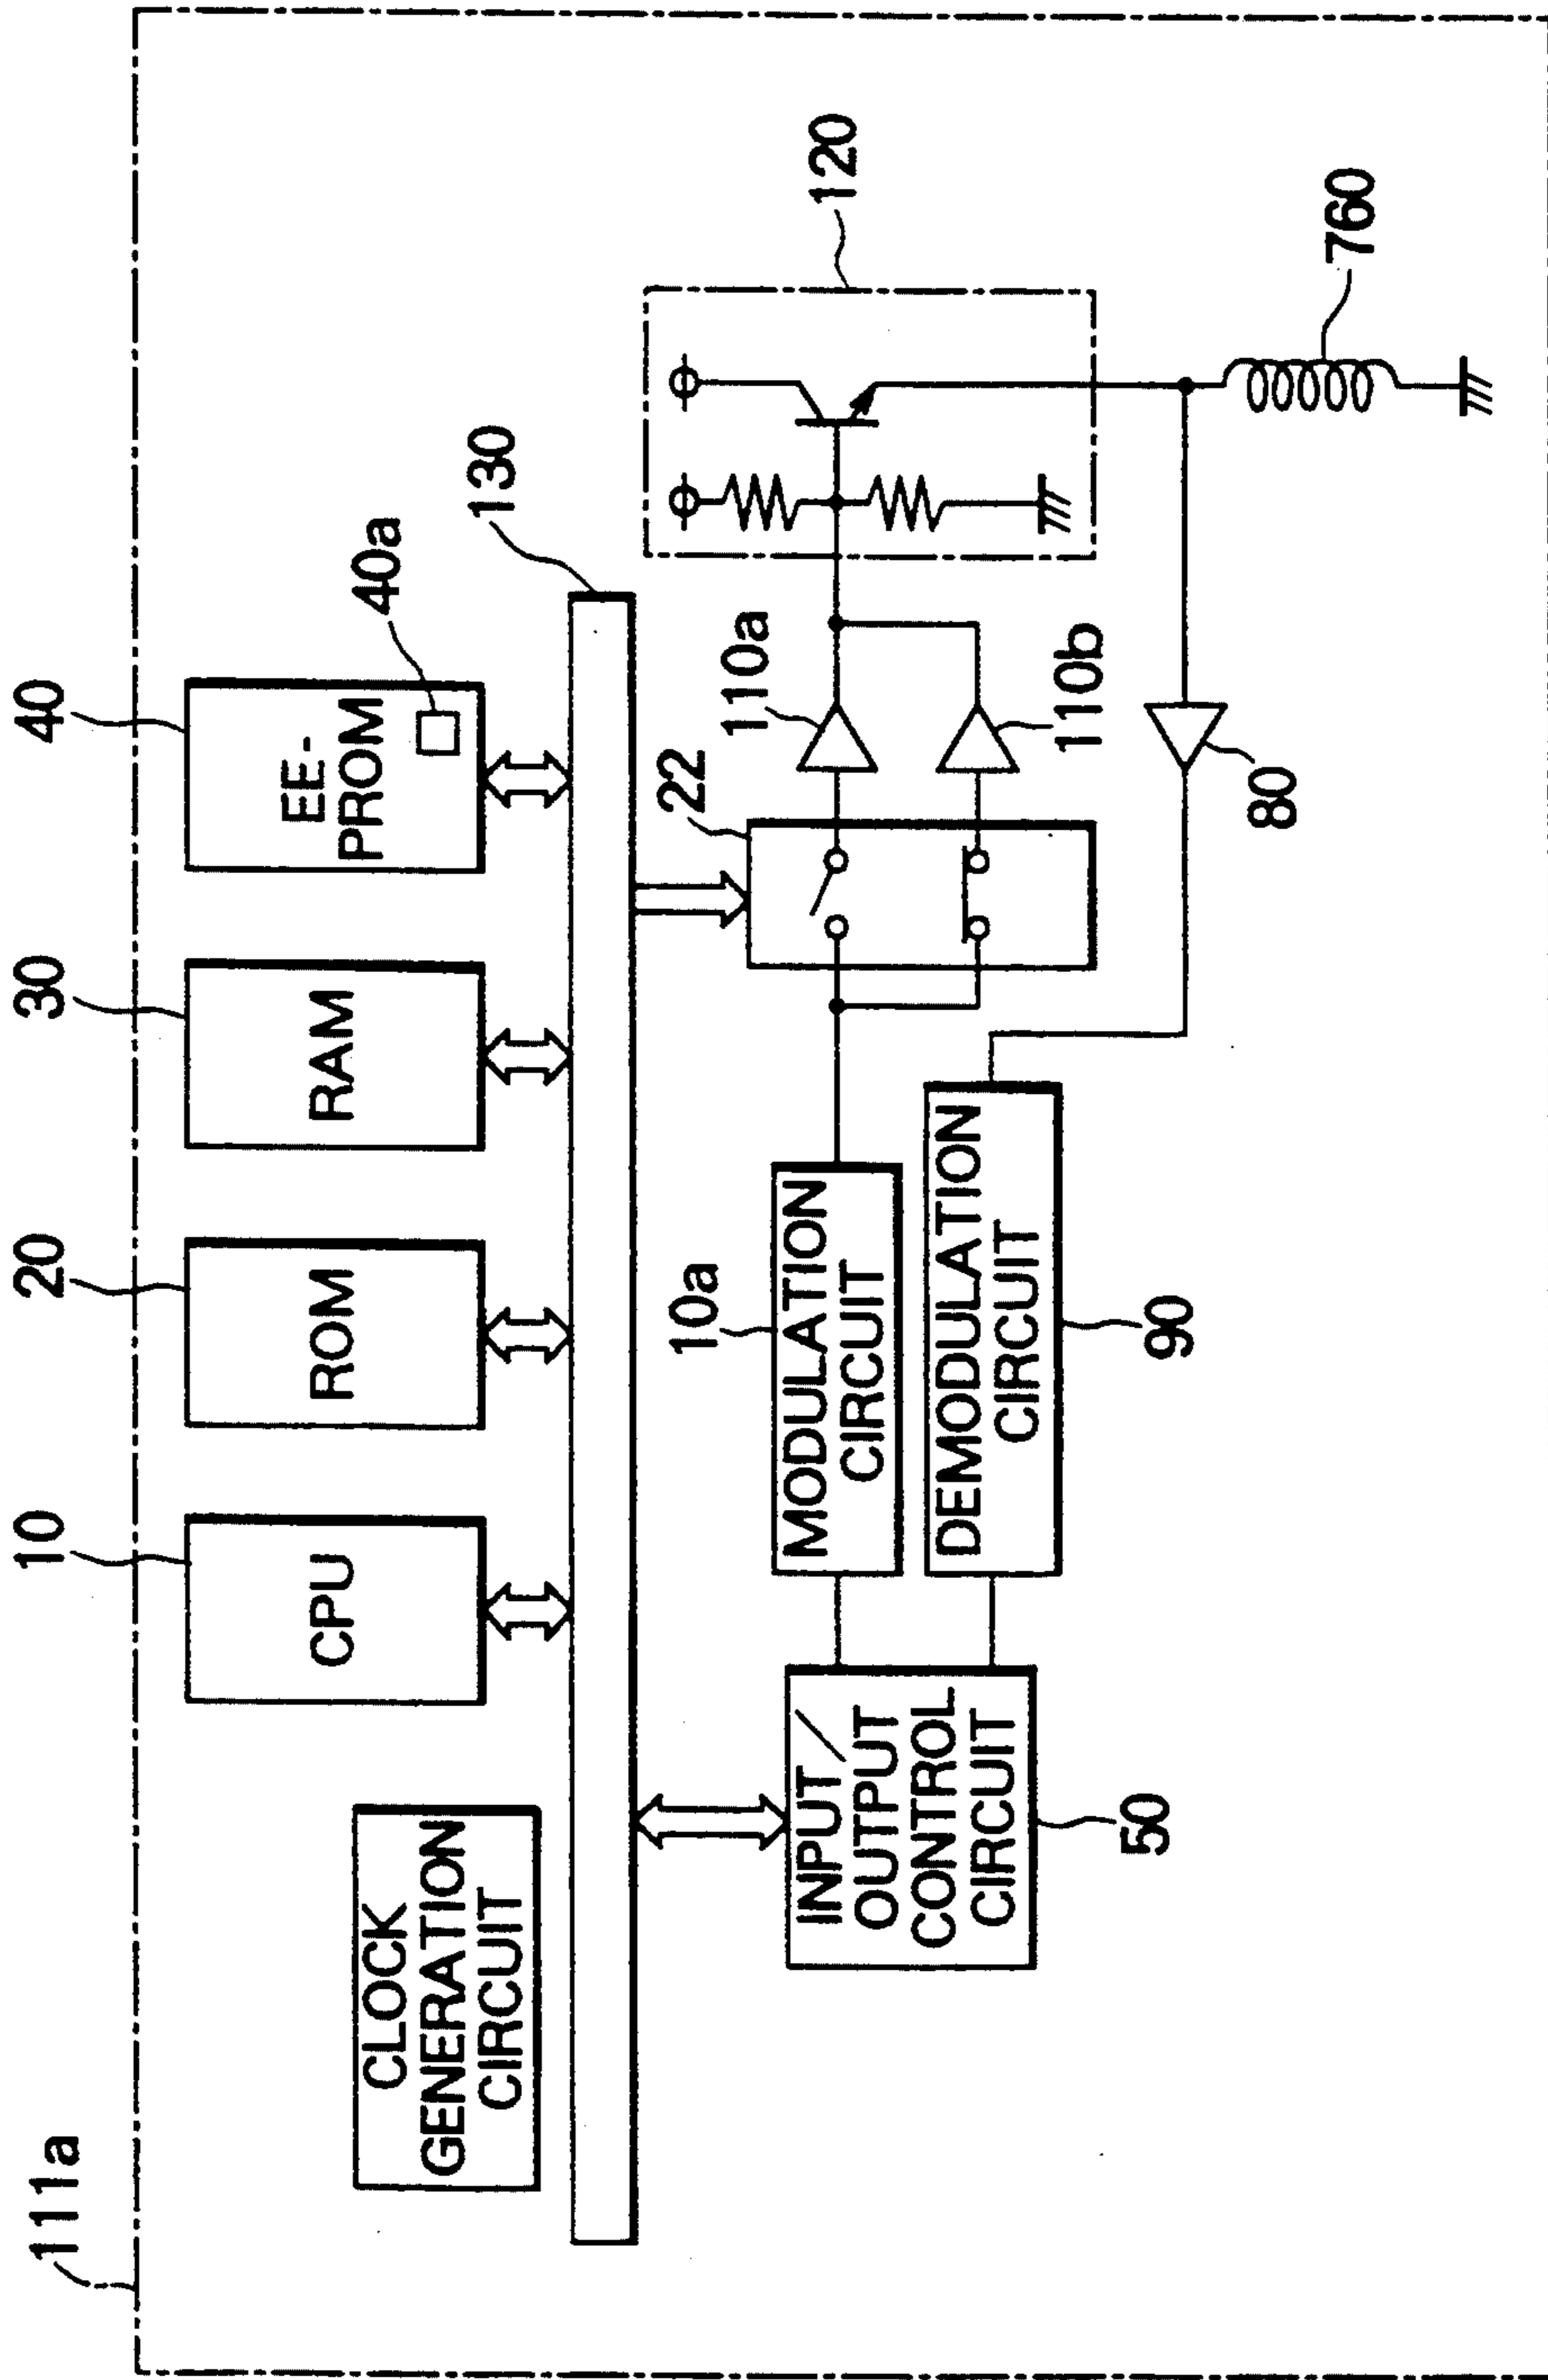 111a
10
20
30
40
CPU
ROM
RAM
EE-
PROM
40a
CLOCK
GENERATION
CIRCUIT
130
22
110a
110b
120
10a
MODULATION
CIRCUIT
INPUT/
OUTPUT
CONTROL
CIRCUIT
50
DEMODULATION
CIRCUIT
90
80
760